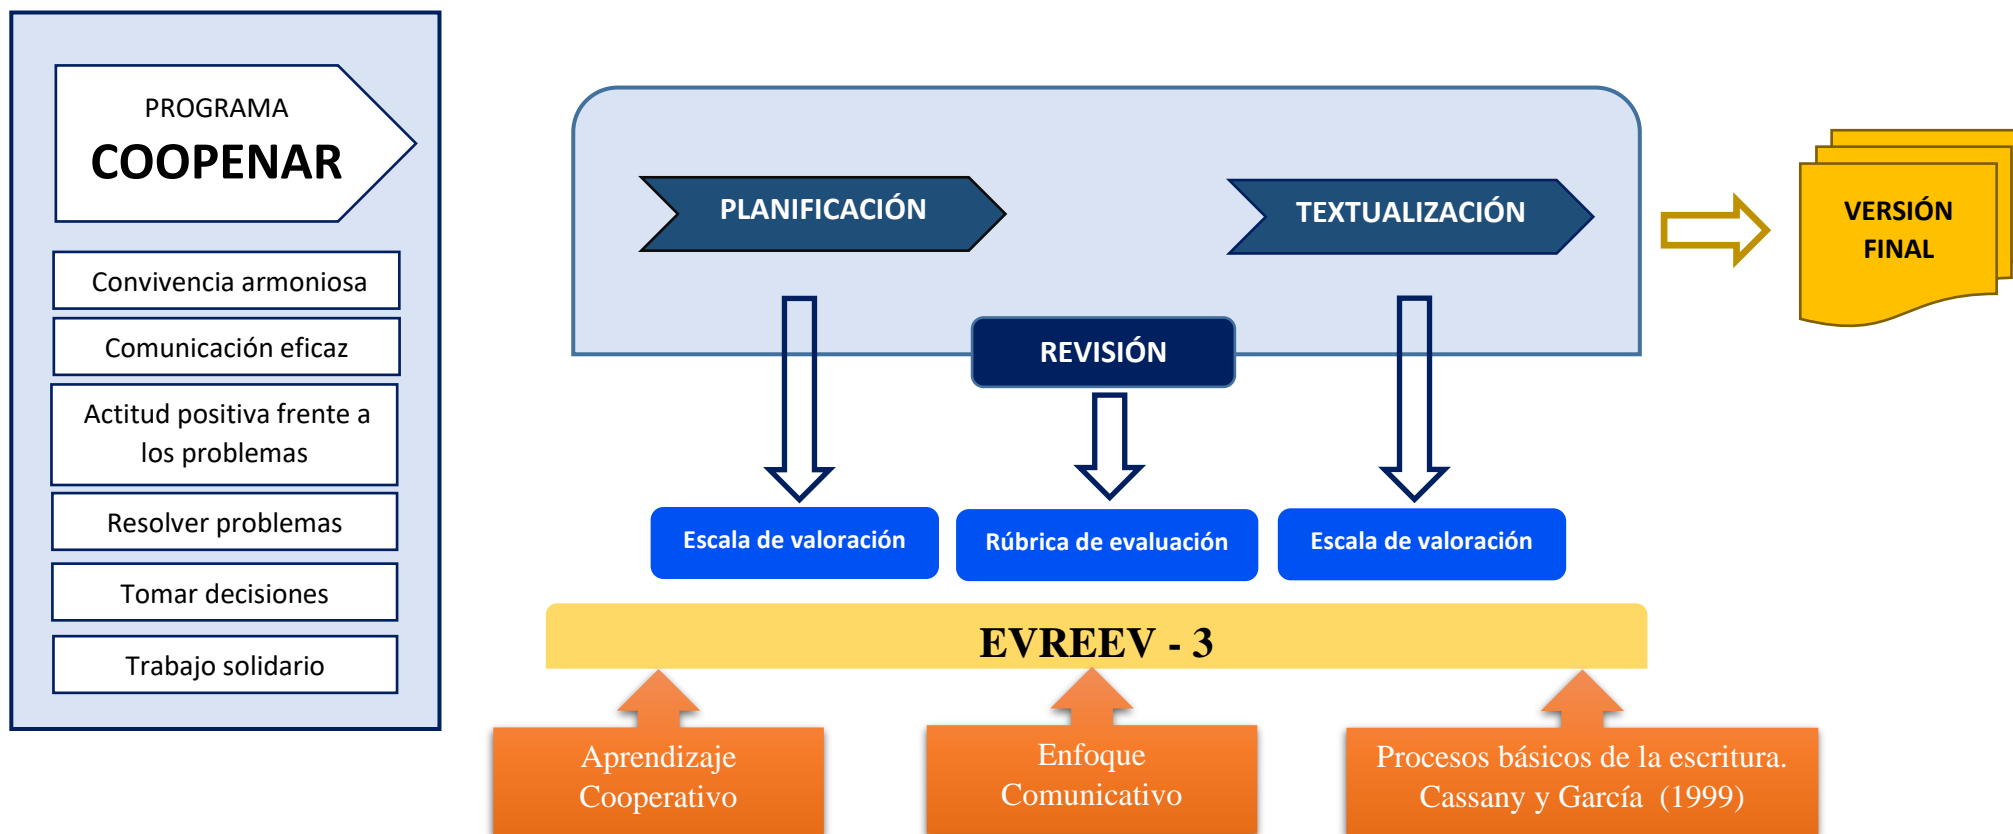 PROGRAMA
COOPENAR
Convivencia armoniosa
Comunicación eficaz
Actitud positiva frente a
los problemas
Resolver problemas
Tomar decisiones
Trabajo solidario
PLANIFICACIÓN
TEXTUALIZACIÓN
REVISIÓN
VERSIÓN
FINAL
Escala de valoración
Rúbrica de evaluación
Escala de valoración
EVREEV - 3
Aprendizaje
Cooperativo
Enfoque
Comunicativo
Procesos básicos de la escritura.
Cassany y García (1999)